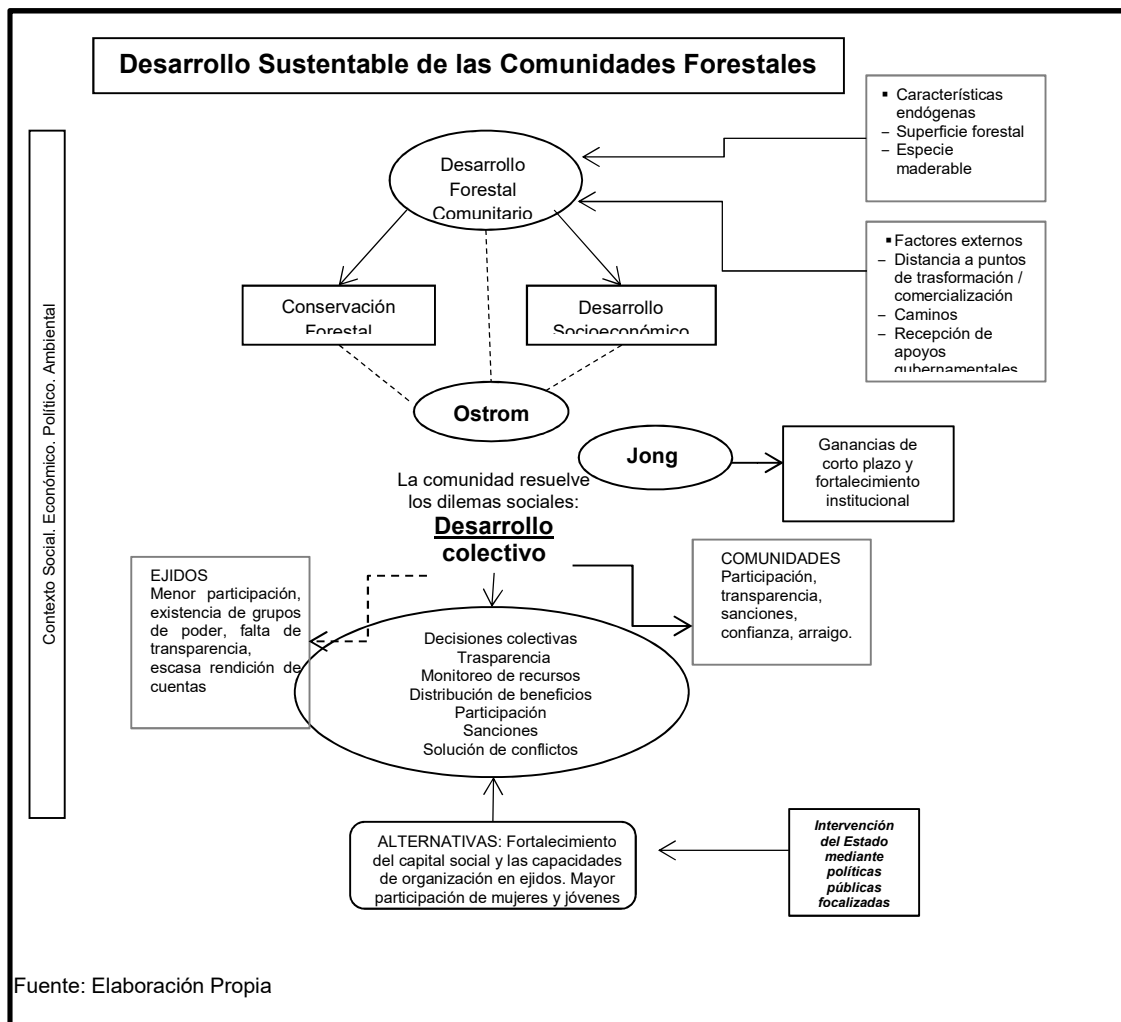 Desarrollo Sustentable de las Comunidades Forestales
Contexto Social. Económico. Político. Ambiental
▪ Características
endógenas
– Superficie forestal
– Especie
maderable
Desarrollo
Forestal
Comunitario
▪ Factores externos
– Distancia a puntos
de trasformación /
comercialización
– Caminos
– Recepción de
apoyos
gubernamentales
Conservación
Forestal
Desarrollo
Socioeconómico
Ostrom
Jong
Ganancias de
corto plazo y
fortalecimiento
institucional
La comunidad resuelve
los dilemas sociales:
Desarrollo
colectivo
EJIDOS
Menor participación,
existencia de grupos
de poder, falta de
transparencia,
escasa rendición de
cuentas
COMUNIDADES
Participación,
transparencia,
sanciones,
confianza, arraigo.
Decisiones colectivas
Trasparencia
Monitoreo de recursos
Distribución de beneficios
Participación
Sanciones
Solución de conflictos
ALTERNATIVAS: Fortalecimiento
del capital social y las capacidades
de organización en ejidos. Mayor
participación de mujeres y jóvenes
Intervención
del Estado
mediante
políticas
públicas
focalizadas
Fuente: Elaboración Propia